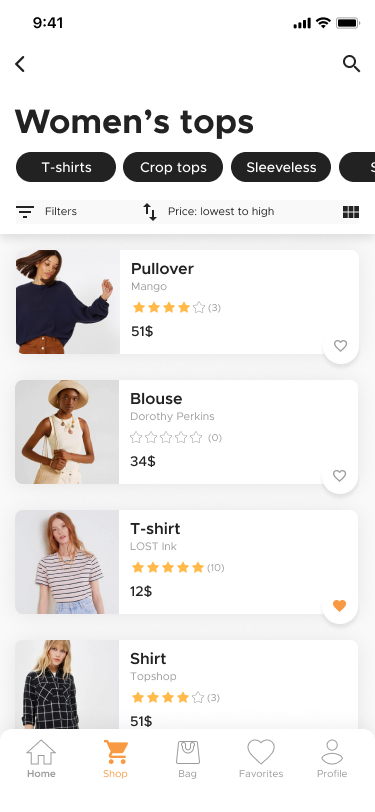 9:41
Women’s tops
T-shirts
Crop tops
Sleeveless
S
Filters
Price: lowest to high
Pullover
Mango
(3)
51$
Blouse
Dorothy Perkins
(0)
34$
T-shirt
LOST Ink
(10)
12$
Shirt
Topshop
(3)
51$
Home
Shop
Bag
Favorites
Profile